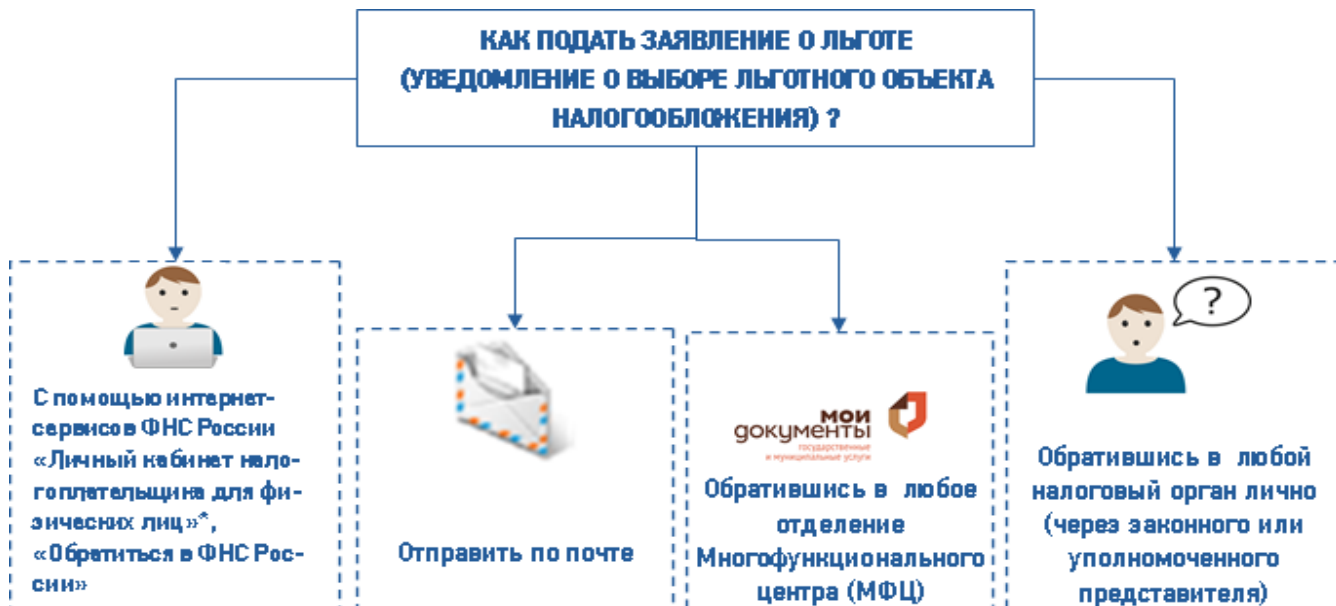 КАК ПОДАТЬ ЗАЯВЛЕНИЕ О ЛЬГОТЕ
(УВЕДОМЛЕНИЕ О ВЫБОРЕ ЛЬГОТНОГО ОБЪЕКТА
НАЛОГООБЛОЖЕНИЯ) ?
С помощью интернет-
сервисов ФНС России
«Личный кабинет нало-
гоплательщика для фи-
зических лиц»*,
«Обратиться в ФНС Рос-
сии»
Отправить по почте
мои
документы
государственные
и муниципальные услуги
Обратившись в любое
отделение
Многофункционального
центра (МФЦ)
?
Обратившись в любой
налоговый орган лично
(через законного или
уполномоченного
представителя)